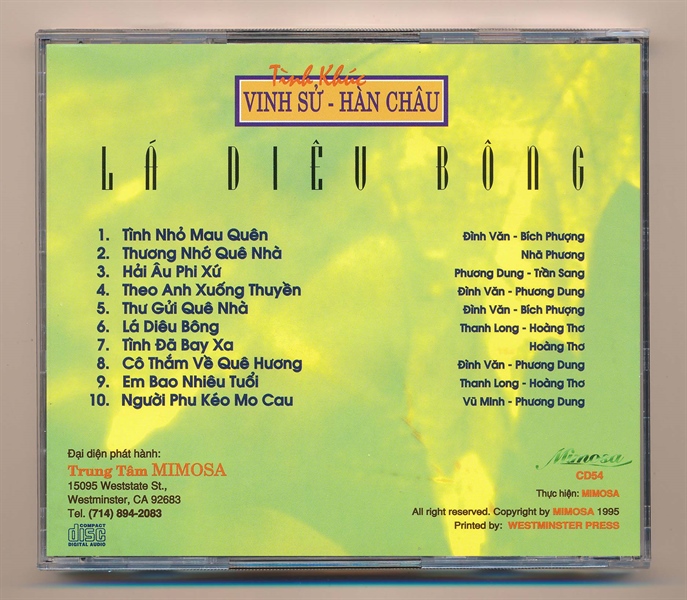 Tình Khúc
VINH SỬ - HÀN CHÂU
LÁ DIÊU BÔNG
1. Tình Nhỏ Mau Quên Đình Văn - Bích Phượng
2. Thương Nhớ Quê Nhà Nhã Phương
3. Hải Âu Phi Xứ Phương Dung - Trần Sang
4. Theo Anh Xuống Thuyền Đình Văn - Phương Dung
5. Thư Gửi Quê Nhà Đình Văn - Bích Phượng
6. Lá Diêu Bông Thanh Long - Hoàng Thơ
7. Tình Đã Bay Xa Hoàng Thơ
8. Cô Thắm Về Quê Hương Đình Văn - Phương Dung
9. Em Bao Nhiêu Tuổi Thanh Long - Hoàng Thơ
10. Người Phu Kéo Mo Cau Vũ Minh - Phương Dung
Đại diện phát hành:
Trung Tâm MIMOSA
15095 Weststate St.,
Westminster, CA 92683
Tel. (714) 894-2083
COMPACT
disc
DIGITAL AUDIO
Mimosa
CD54
Thực hiện: MIMOSA
All right reserved. Copyright by MIMOSA 1995
Printed by: WESTMINSTER PRESS